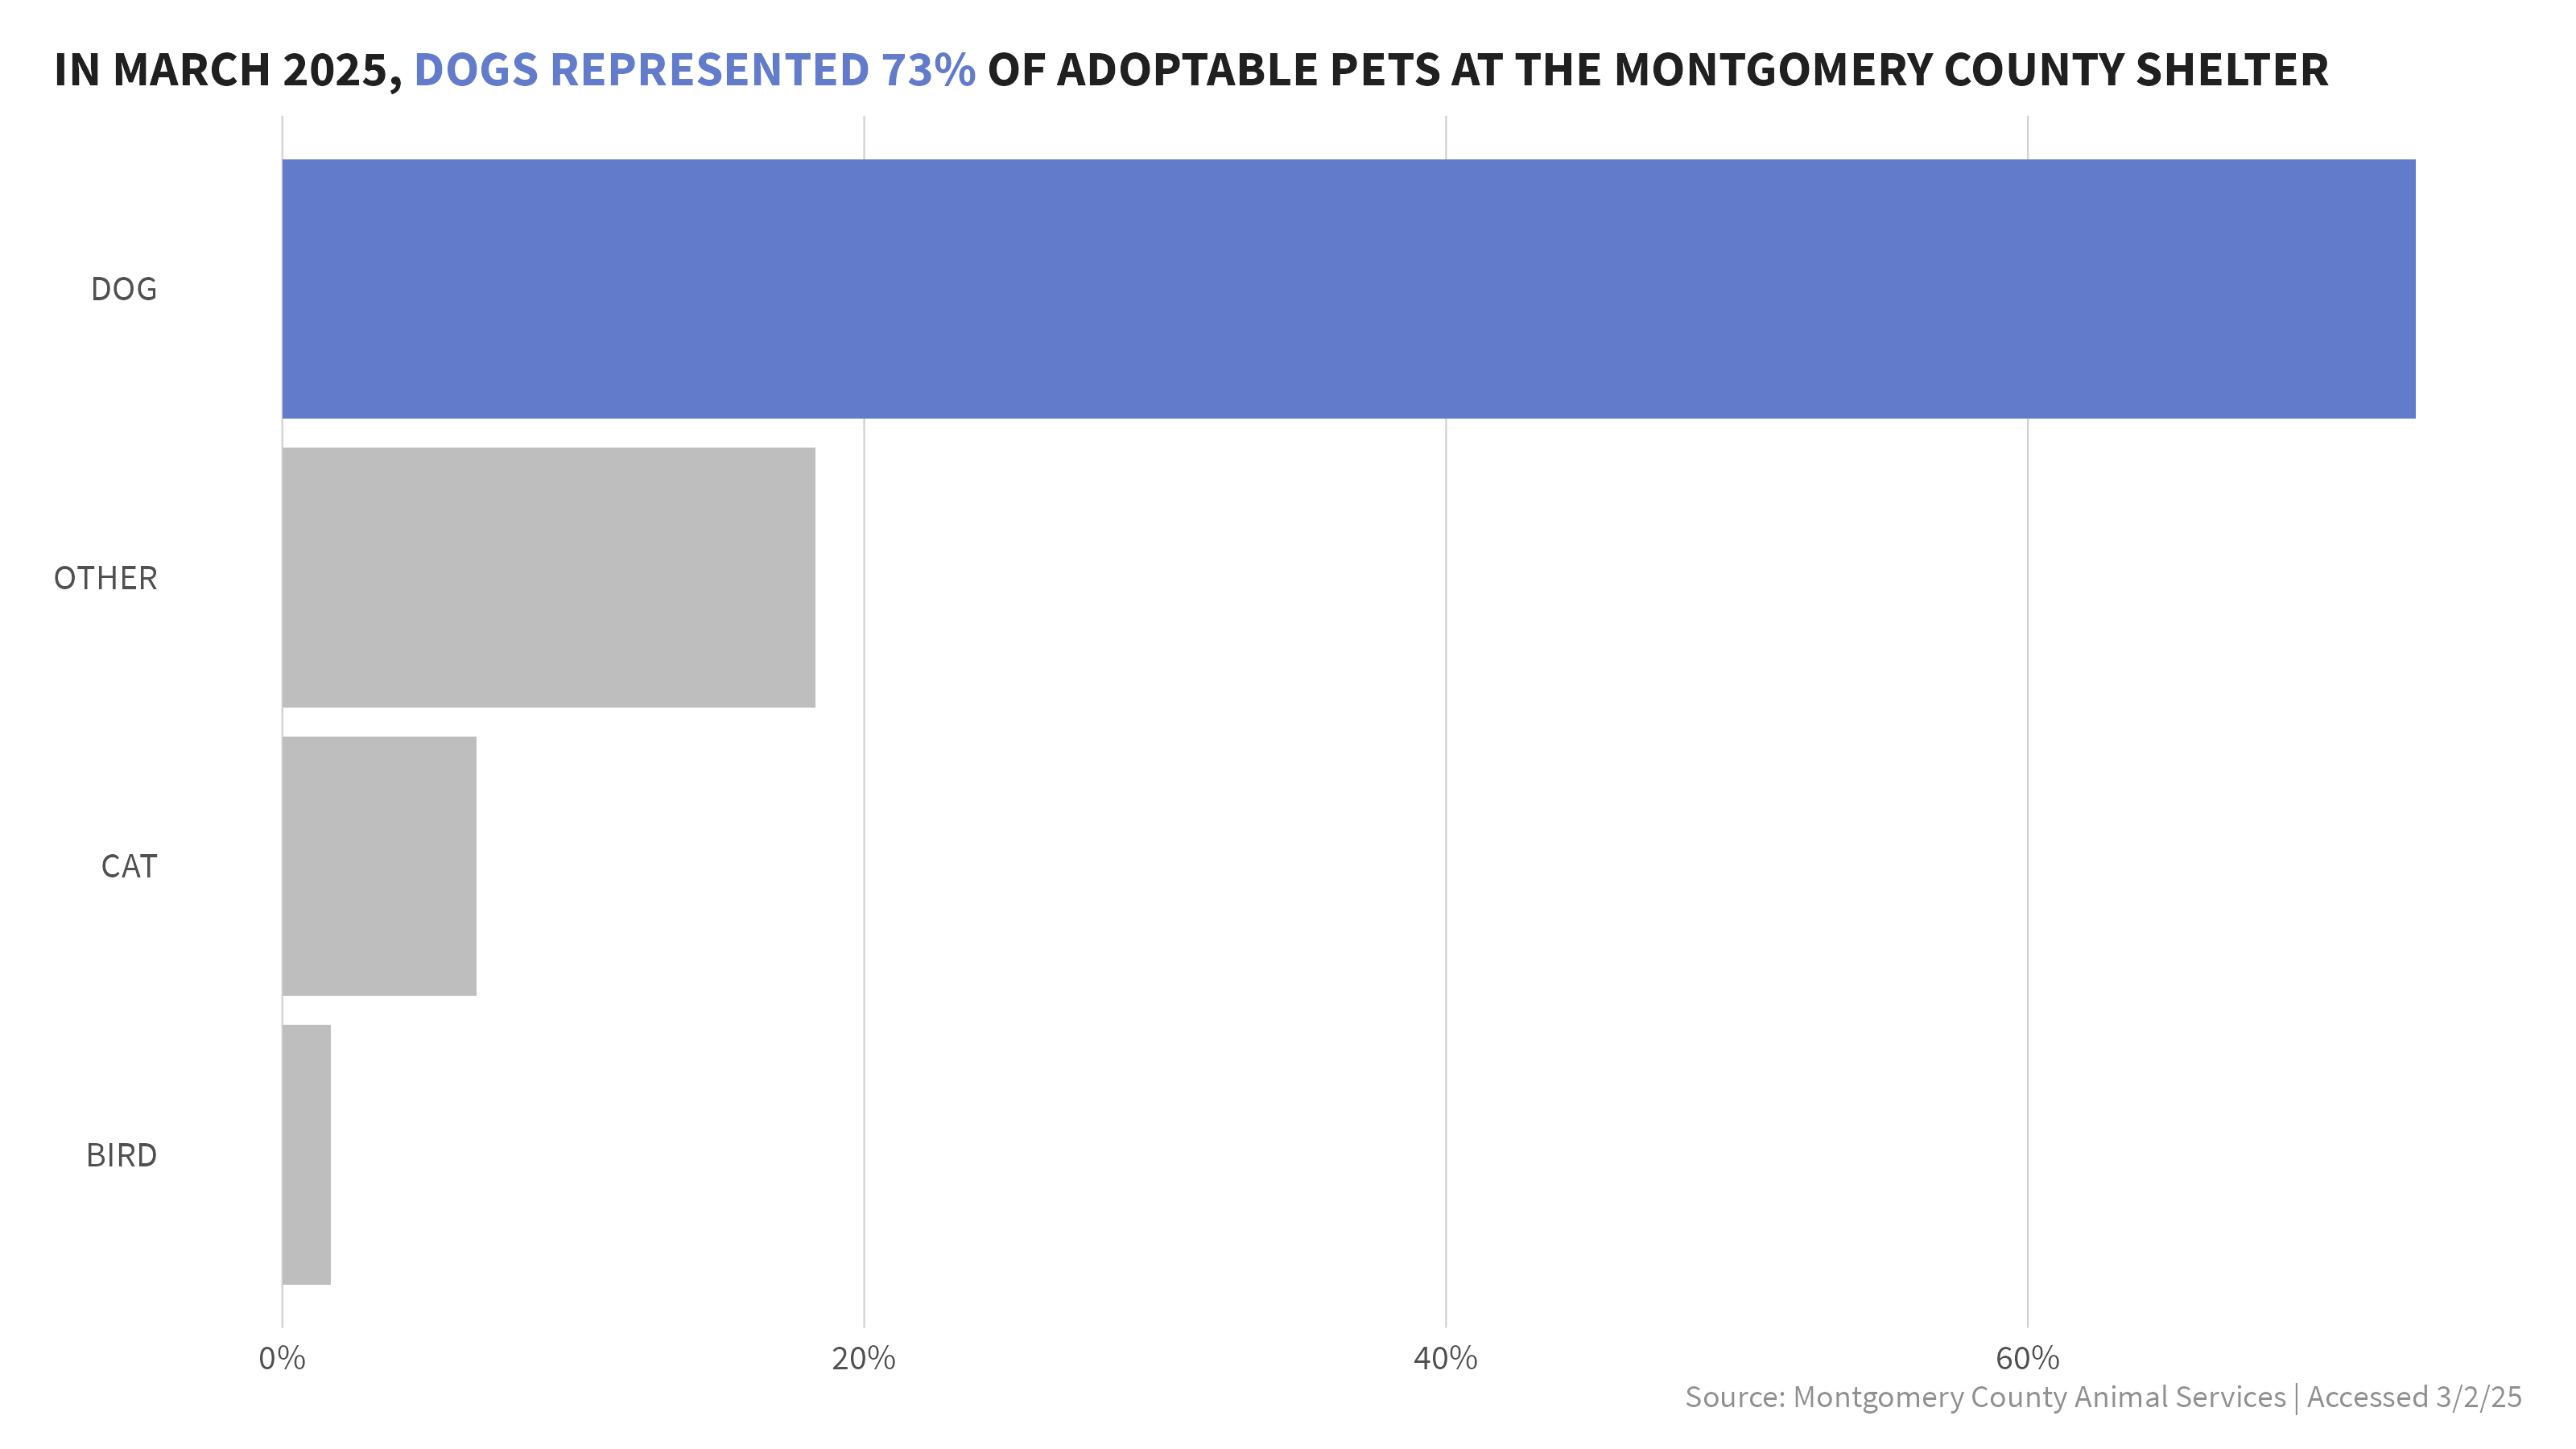 IN MARCH 2025, DOGS REPRESENTED 73% OF ADOPTABLE PETS AT THE MONTGOMERY COUNTY SHELTER
DOG
OTHER
CAT
BIRD
0% 20% 40% 60%
Source: Montgomery County Animal Services | Accessed 3/2/25